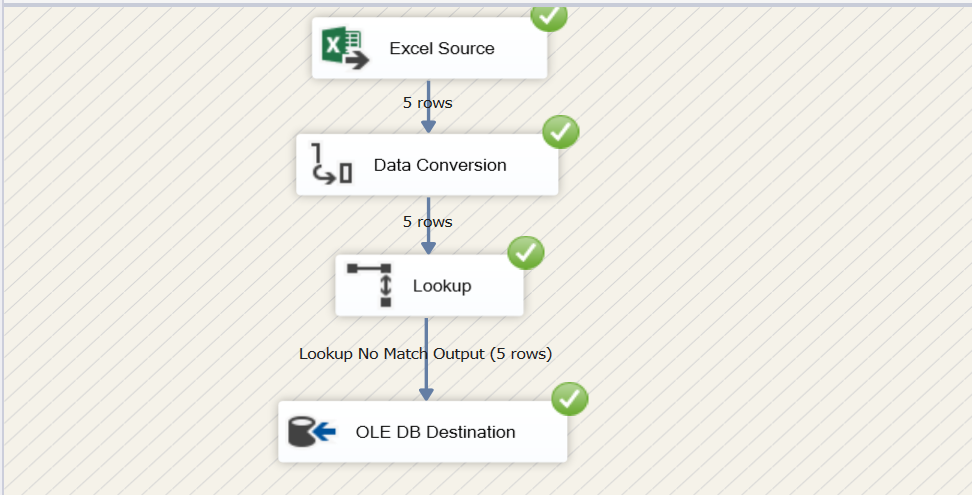 Excel Source
5 rows
Data Conversion
5 rows
Lookup
Lookup No Match Output (5 rows)
OLE DB Destination